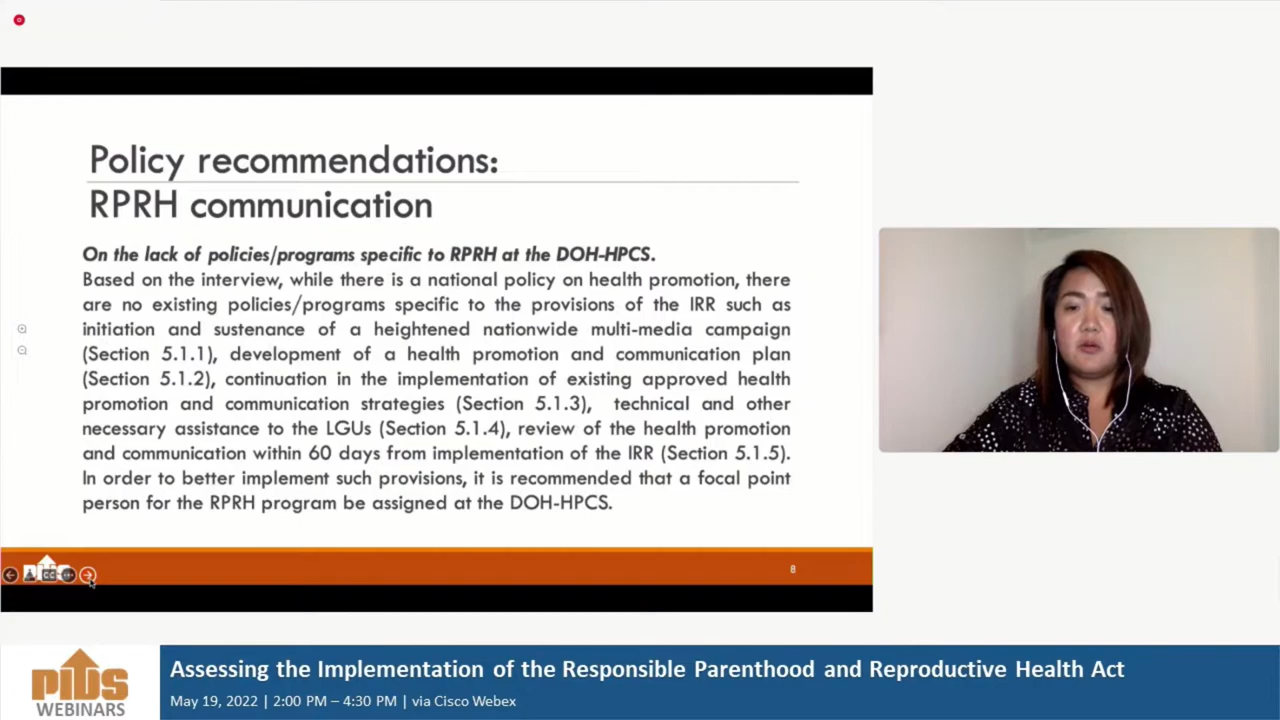 Policy recommendations:
RPRH communication
On the lack of policies/programs specific to RPRH at the DOH-HPCS.
Based on the interview, while there is a national policy on health promotion, there
are no existing policies/programs specific to the provisions of the IRR such as
initiation and sustenance of a heightened nationwide multi-media campaign
(Section 5.1.1), development of a health promotion and communication plan
(Section 5.1.2), continuation in the implementation of existing approved health
promotion and communication strategies (Section 5.1.3), technical and other
necessary assistance to the LGUs (Section 5.1.4), review of the health promotion
and communication within 60 days from implementation of the IRR (Section 5.1.5).
In order to better implement such provisions, it is recommended that a focal point
person for the RPRH program be assigned at the DOH-HPCS.
8
PIDS
WEBINARS
Assessing the Implementation of the Responsible Parenthood and Reproductive Health Act
May 19, 2022 | 2:00 PM – 4:30 PM | via Cisco Webex